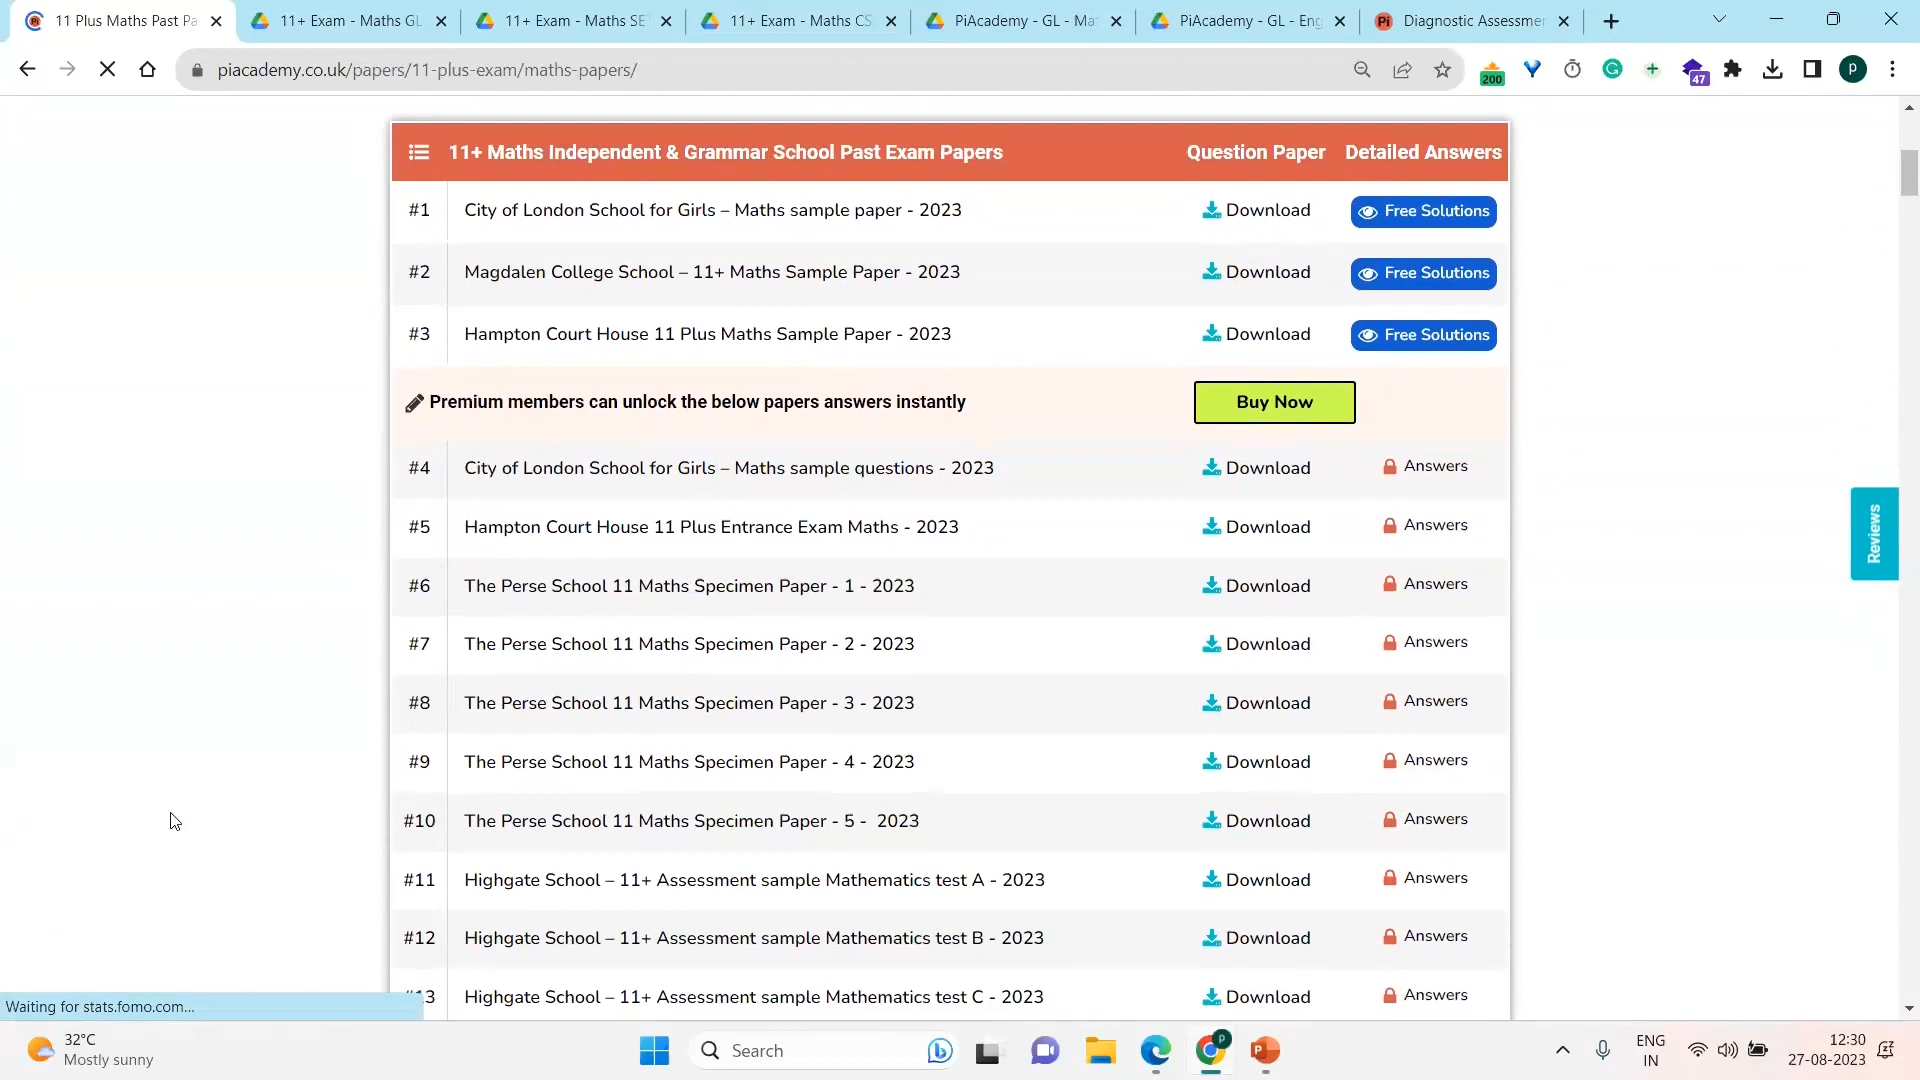 11 Plus Maths Past Pa
11+ Exam - Maths GL
11+ Exam - Maths SE
11+ Exam - Maths CS
PiAcademy - GL - Ma
PiAcademy - GL - Eng
Diagnostic Assessme
piacademy.co.uk/papers/11-plus-exam/maths-papers/
200
47
P
11+ Maths Independent & Grammar School Past Exam Papers Question Paper Detailed Answers
#1 City of London School for Girls – Maths sample paper - 2023 Download Free Solutions
#2 Magdalen College School – 11+ Maths Sample Paper - 2023 Download Free Solutions
#3 Hampton Court House 11 Plus Maths Sample Paper - 2023 Download Free Solutions
Premium members can unlock the below papers answers instantly Buy Now
#4 City of London School for Girls – Maths sample questions - 2023 Download Answers
#5 Hampton Court House 11 Plus Entrance Exam Maths - 2023 Download Answers
#6 The Perse School 11 Maths Specimen Paper - 1 - 2023 Download Answers
#7 The Perse School 11 Maths Specimen Paper - 2 - 2023 Download Answers
#8 The Perse School 11 Maths Specimen Paper - 3 - 2023 Download Answers
#9 The Perse School 11 Maths Specimen Paper - 4 - 2023 Download Answers
#10 The Perse School 11 Maths Specimen Paper - 5 - 2023 Download Answers
#11 Highgate School – 11+ Assessment sample Mathematics test A - 2023 Download Answers
#12 Highgate School – 11+ Assessment sample Mathematics test B - 2023 Download Answers
#13 Highgate School – 11+ Assessment sample Mathematics test C - 2023 Download Answers
Reviews
Waiting for stats.fomo.com...
32°C
Mostly sunny
Search
ENG
IN
12:30
27-08-2023